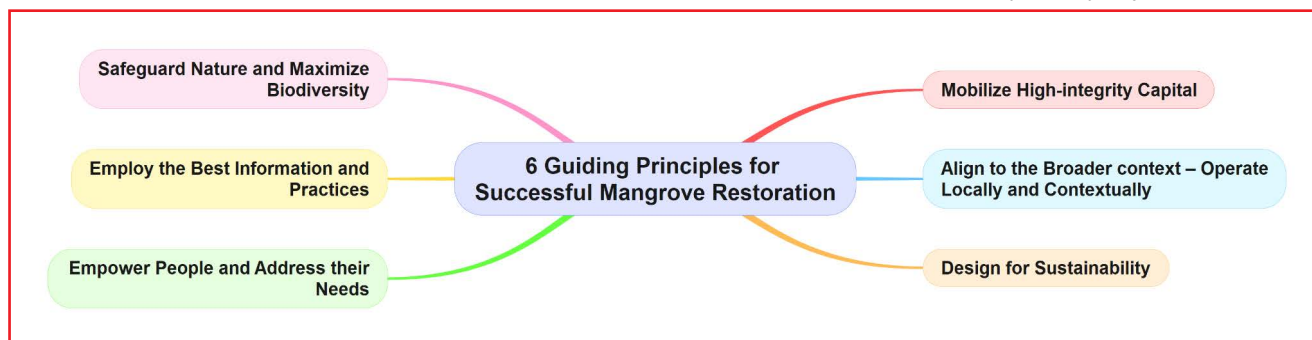 Safeguard Nature and Maximize
Biodiversity
Employ the Best Information and
Practices
Empower People and Address their
Needs
6 Guiding Principles for
Successful Mangrove Restoration
Mobilize High-integrity Capital
Align to the Broader context – Operate
Locally and Contextually
Design for Sustainability